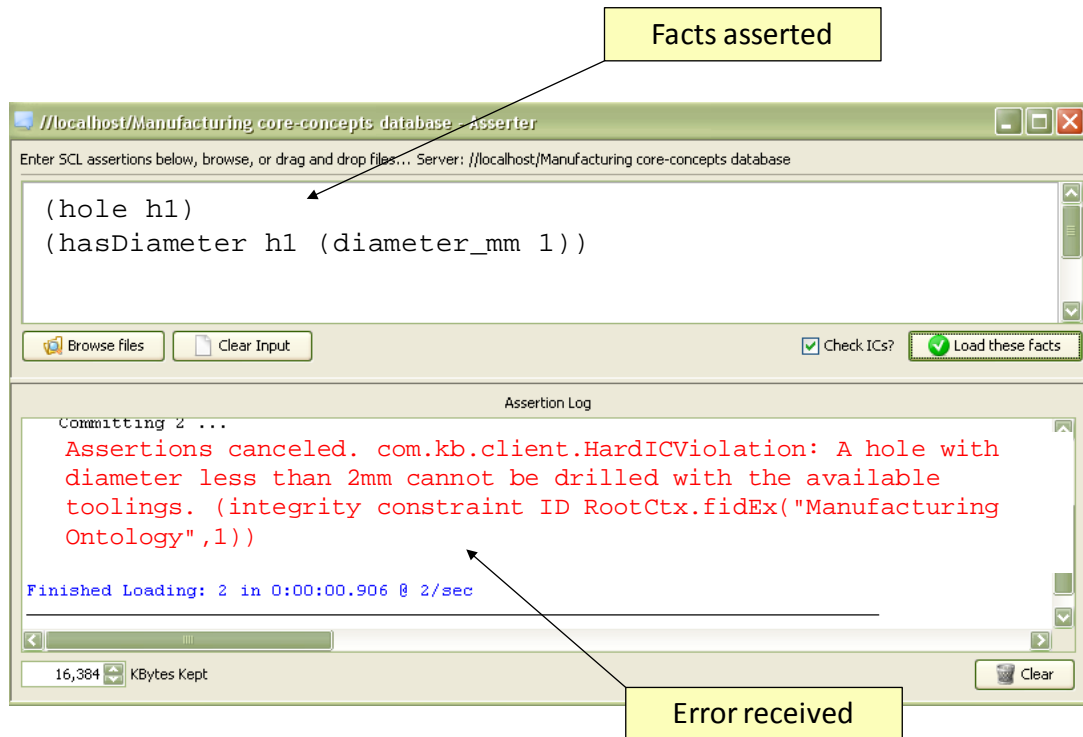 Facts asserted
//localhost/Manufacturing core-concepts database - Asserter
Enter SCL assertions below, browse, or drag and drop files... Server: //localhost/Manufacturing core-concepts database
(hole h1)
(hasDiameter h1 (diameter_mm 1))
Browse files
Clear Input
Check ICs?
Load these facts
Assertion Log
Committing 2 ...
Assertions canceled. com.kb.client.HardICViolation: A hole with
diameter less than 2mm cannot be drilled with the available
toolings. (integrity constraint ID RootCtx.fidEx("Manufacturing
Ontology",1))
Finished Loading: 2 in 0:00:00.906 @ 2/sec
16,384 KBytes Kept
Clear
Error received